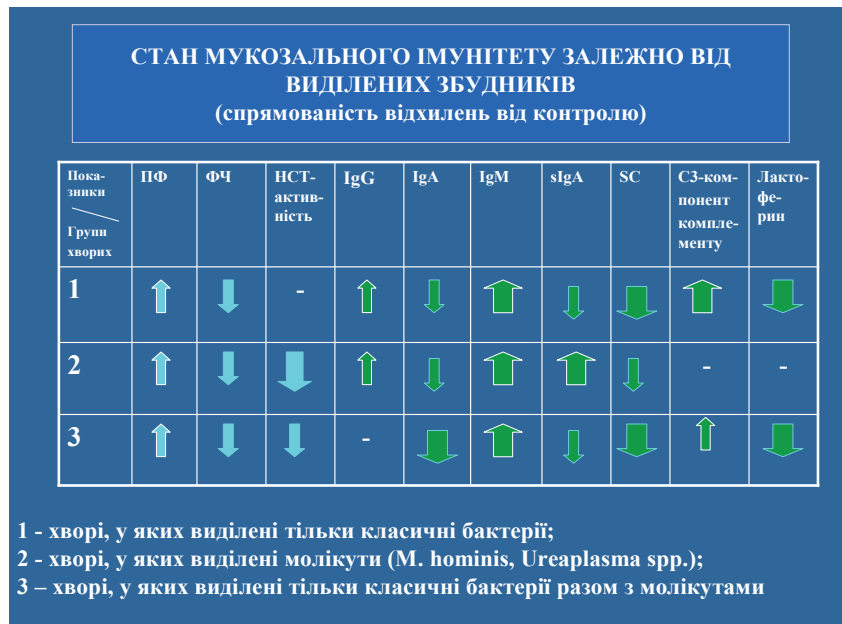 СТАН МУКОЗАЛЬНОГО ІМУНІТЕТУ ЗАЛЕЖНО ВІД
ВИДІЛЕНИХ ЗБУДНИКІВ
(спрямованість відхилень від контролю)
Пока-
зники
Групи
хворих
ПФ
ФЧ
НСТ-
актив-
ність
IgG
IgA
IgM
sIgA
SC
С3-ком-
понент
компле-
менту
Лакто-
фе-
рин
1
-
2
-
-
3
-
1 - хворі, у яких виділені тільки класичні бактерії;
2 - хворі, у яких виділені молікути (M. hominis, Ureaplasma spp.);
3 – хворі, у яких виділені тільки класичні бактерії разом з молікутами